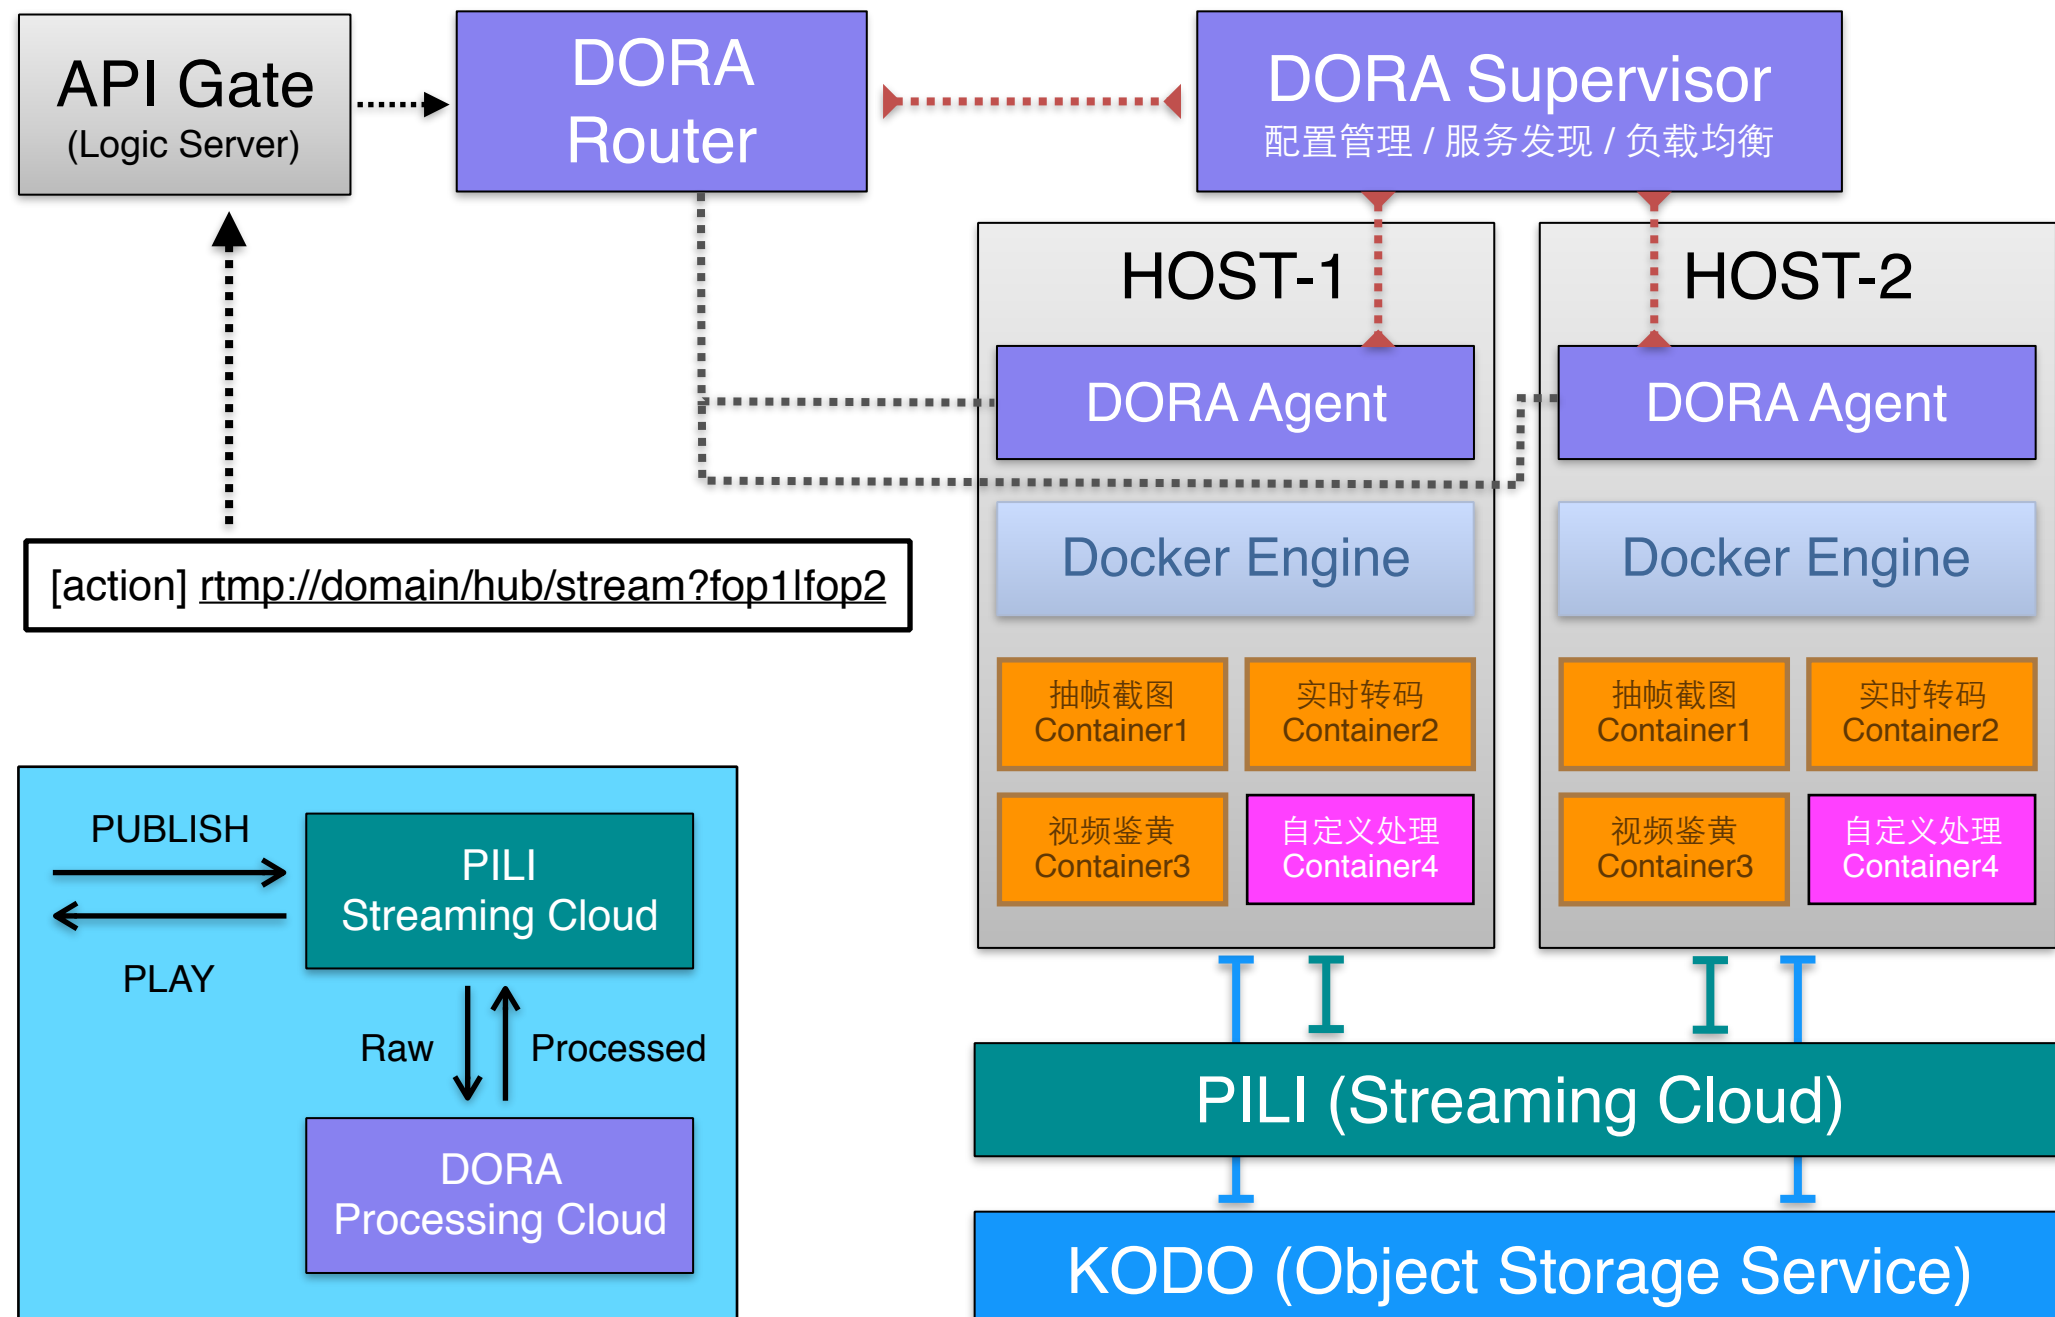 API Gate
(Logic Server)
DORA
Router
DORA Supervisor
配置管理 / 服务发现 / 负载均衡
[action] rtmp://domain/hub/stream?fop1|fop2
HOST-1
DORA Agent
Docker Engine
抽帧截图
Container1
实时转码
Container2
视频鉴黄
Container3
自定义处理
Container4
HOST-2
DORA Agent
Docker Engine
抽帧截图
Container1
实时转码
Container2
视频鉴黄
Container3
自定义处理
Container4
PUBLISH
PLAY
PILI
Streaming Cloud
Raw
Processed
DORA
Processing Cloud
PILI (Streaming Cloud)
KODO (Object Storage Service)